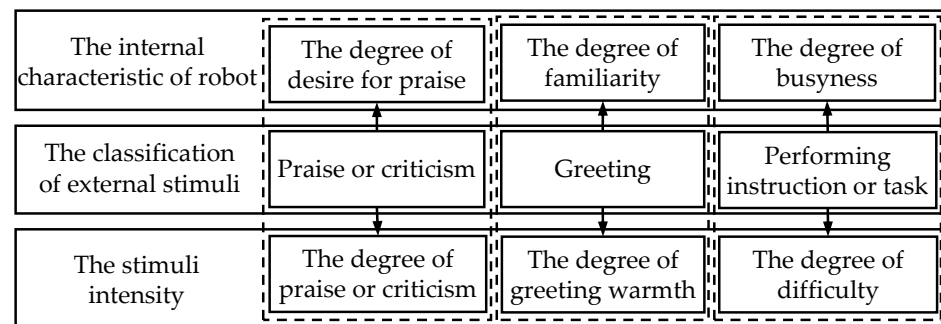 The internal
characteristic of robot
The degree of
desire for praise
The degree of
familiarity
The degree of
busyness
The classification
of external stimuli
Praise or criticism
Greeting
Performing
instruction or task
The stimuli
intensity
The degree of
praise or criticism
The degree of
greeting warmth
The degree of
difficulty